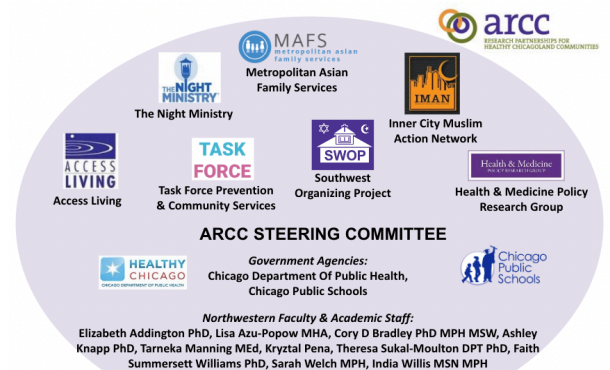 arcc
RESEARCH PARTNERSHIPS FOR
HEALTHY CHICAGOLAND COMMUNITIES
MAFS
metropolitan asian
family services
Metropolitan Asian
Family Services
THE NIGHT
MINISTRY
The Night Ministry
IMAN
Inner City Muslim
Action Network
ACCESS
LIVING
Access Living
TASK
FORCE
Task Force Prevention
& Community Services
SWOP
Southwest
Organizing Project
Health & Medicine
POLICY RESEARCH GROUP
Health & Medicine Policy
Research Group
ARCC STEERING COMMITTEE
HEALTHY
CHICAGO
CHICAGO DEPARTMENT OF PUBLIC HEALTH
Government Agencies:
Chicago Department Of Public Health,
Chicago Public Schools
Chicago
Public
Schools
Northwestern Faculty & Academic Staff:
Elizabeth Addington PhD, Lisa Azu-Popow MHA, Cory D Bradley PhD MPH MSW, Ashley
Knapp PhD, Tarneka Manning MEd, Kryztal Pena, Theresa Sukal-Moulton DPT PhD, Faith
Summersett Williams PhD, Sarah Welch MPH, India Willis MSN MPH